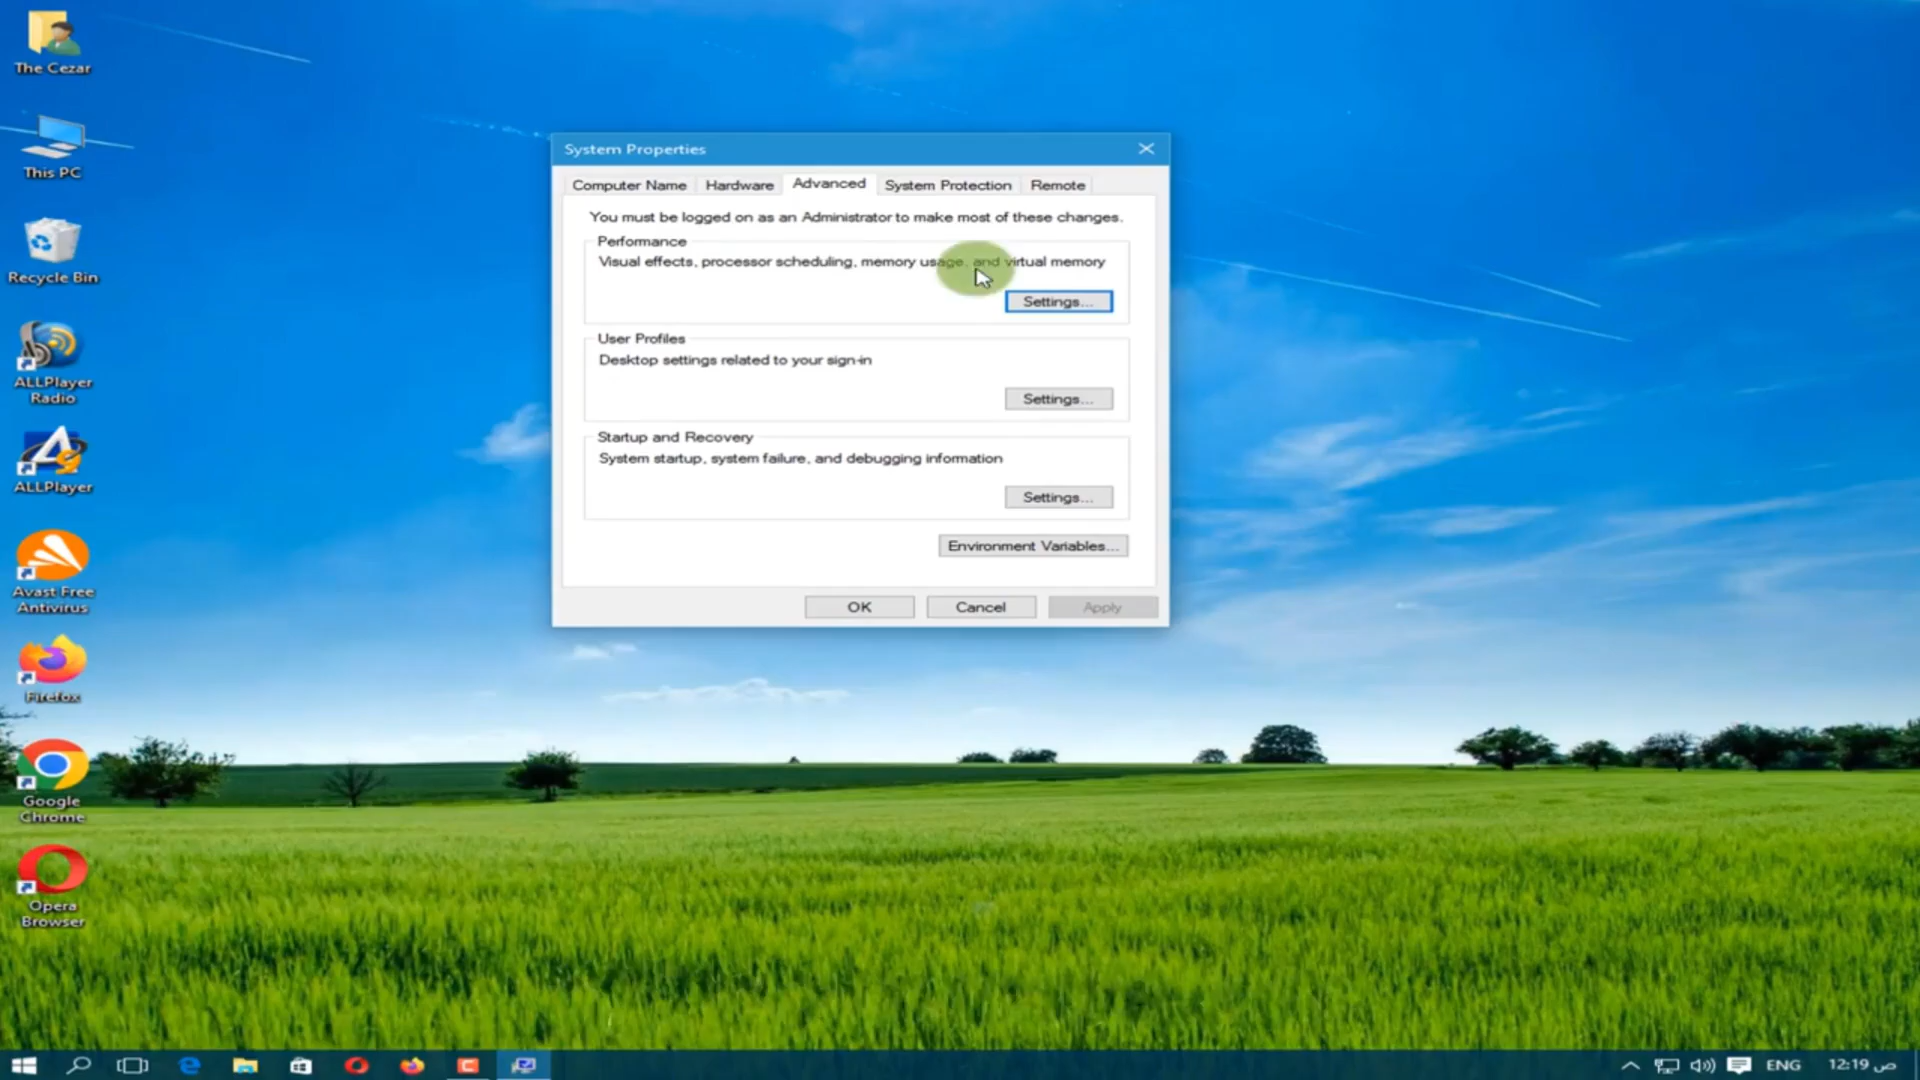 The Cezar
This PC
Recycle Bin
ALLPlayer
Radio
ALLPlayer
Avast Free
Antivirus
Firefox
Google
Chrome
Opera
Browser
System Properties
Computer Name
Hardware
Advanced
System Protection
Remote
You must be logged on as an Administrator to make most of these changes.
Performance
Visual effects, processor scheduling, memory usage, and virtual memory
Settings...
User Profiles
Desktop settings related to your sign-in
Settings...
Startup and Recovery
System startup, system failure, and debugging information
Settings...
Environment Variables...
OK
Cancel
Apply
ENG
12:19 ص